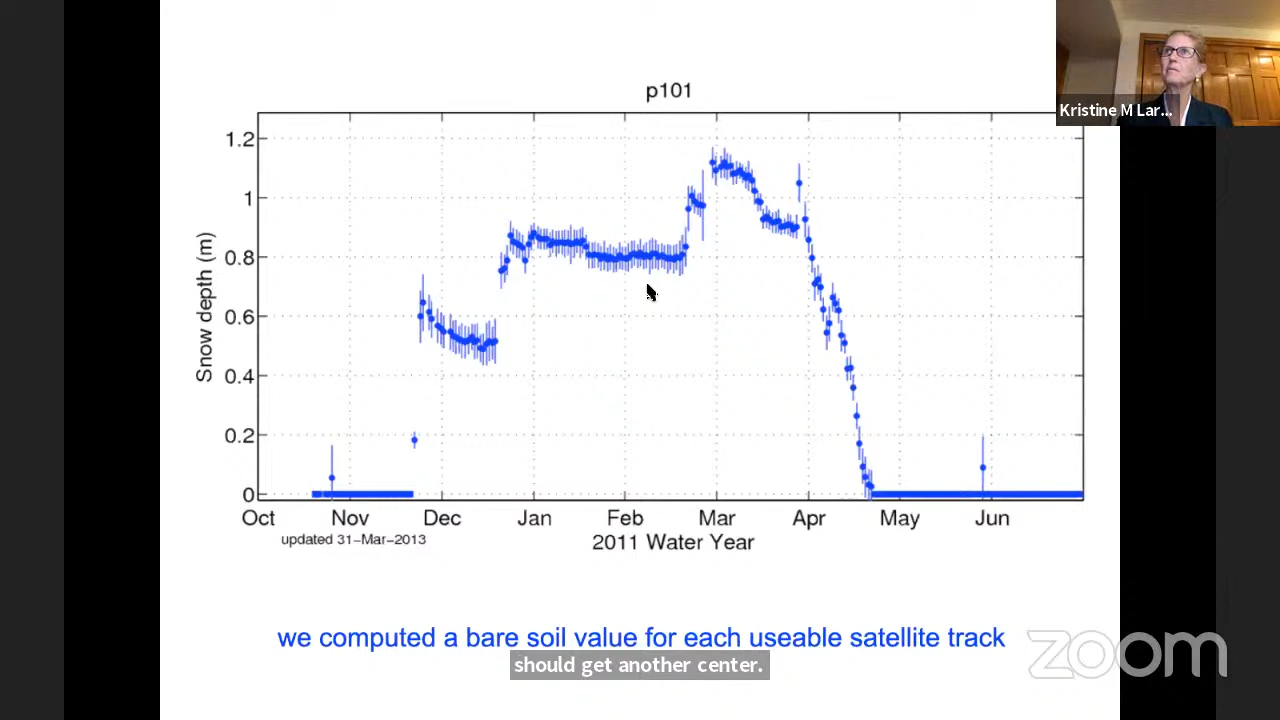 p101
Kristine M Lar...
1.2
1
0.8
0.6
0.4
0.2
0
Snow depth (m)
Oct Nov Dec Jan Feb Mar Apr May Jun
updated 31-Mar-2013
2011 Water Year
we computed a bare soil value for each useable satellite track
should get another center.
zoom